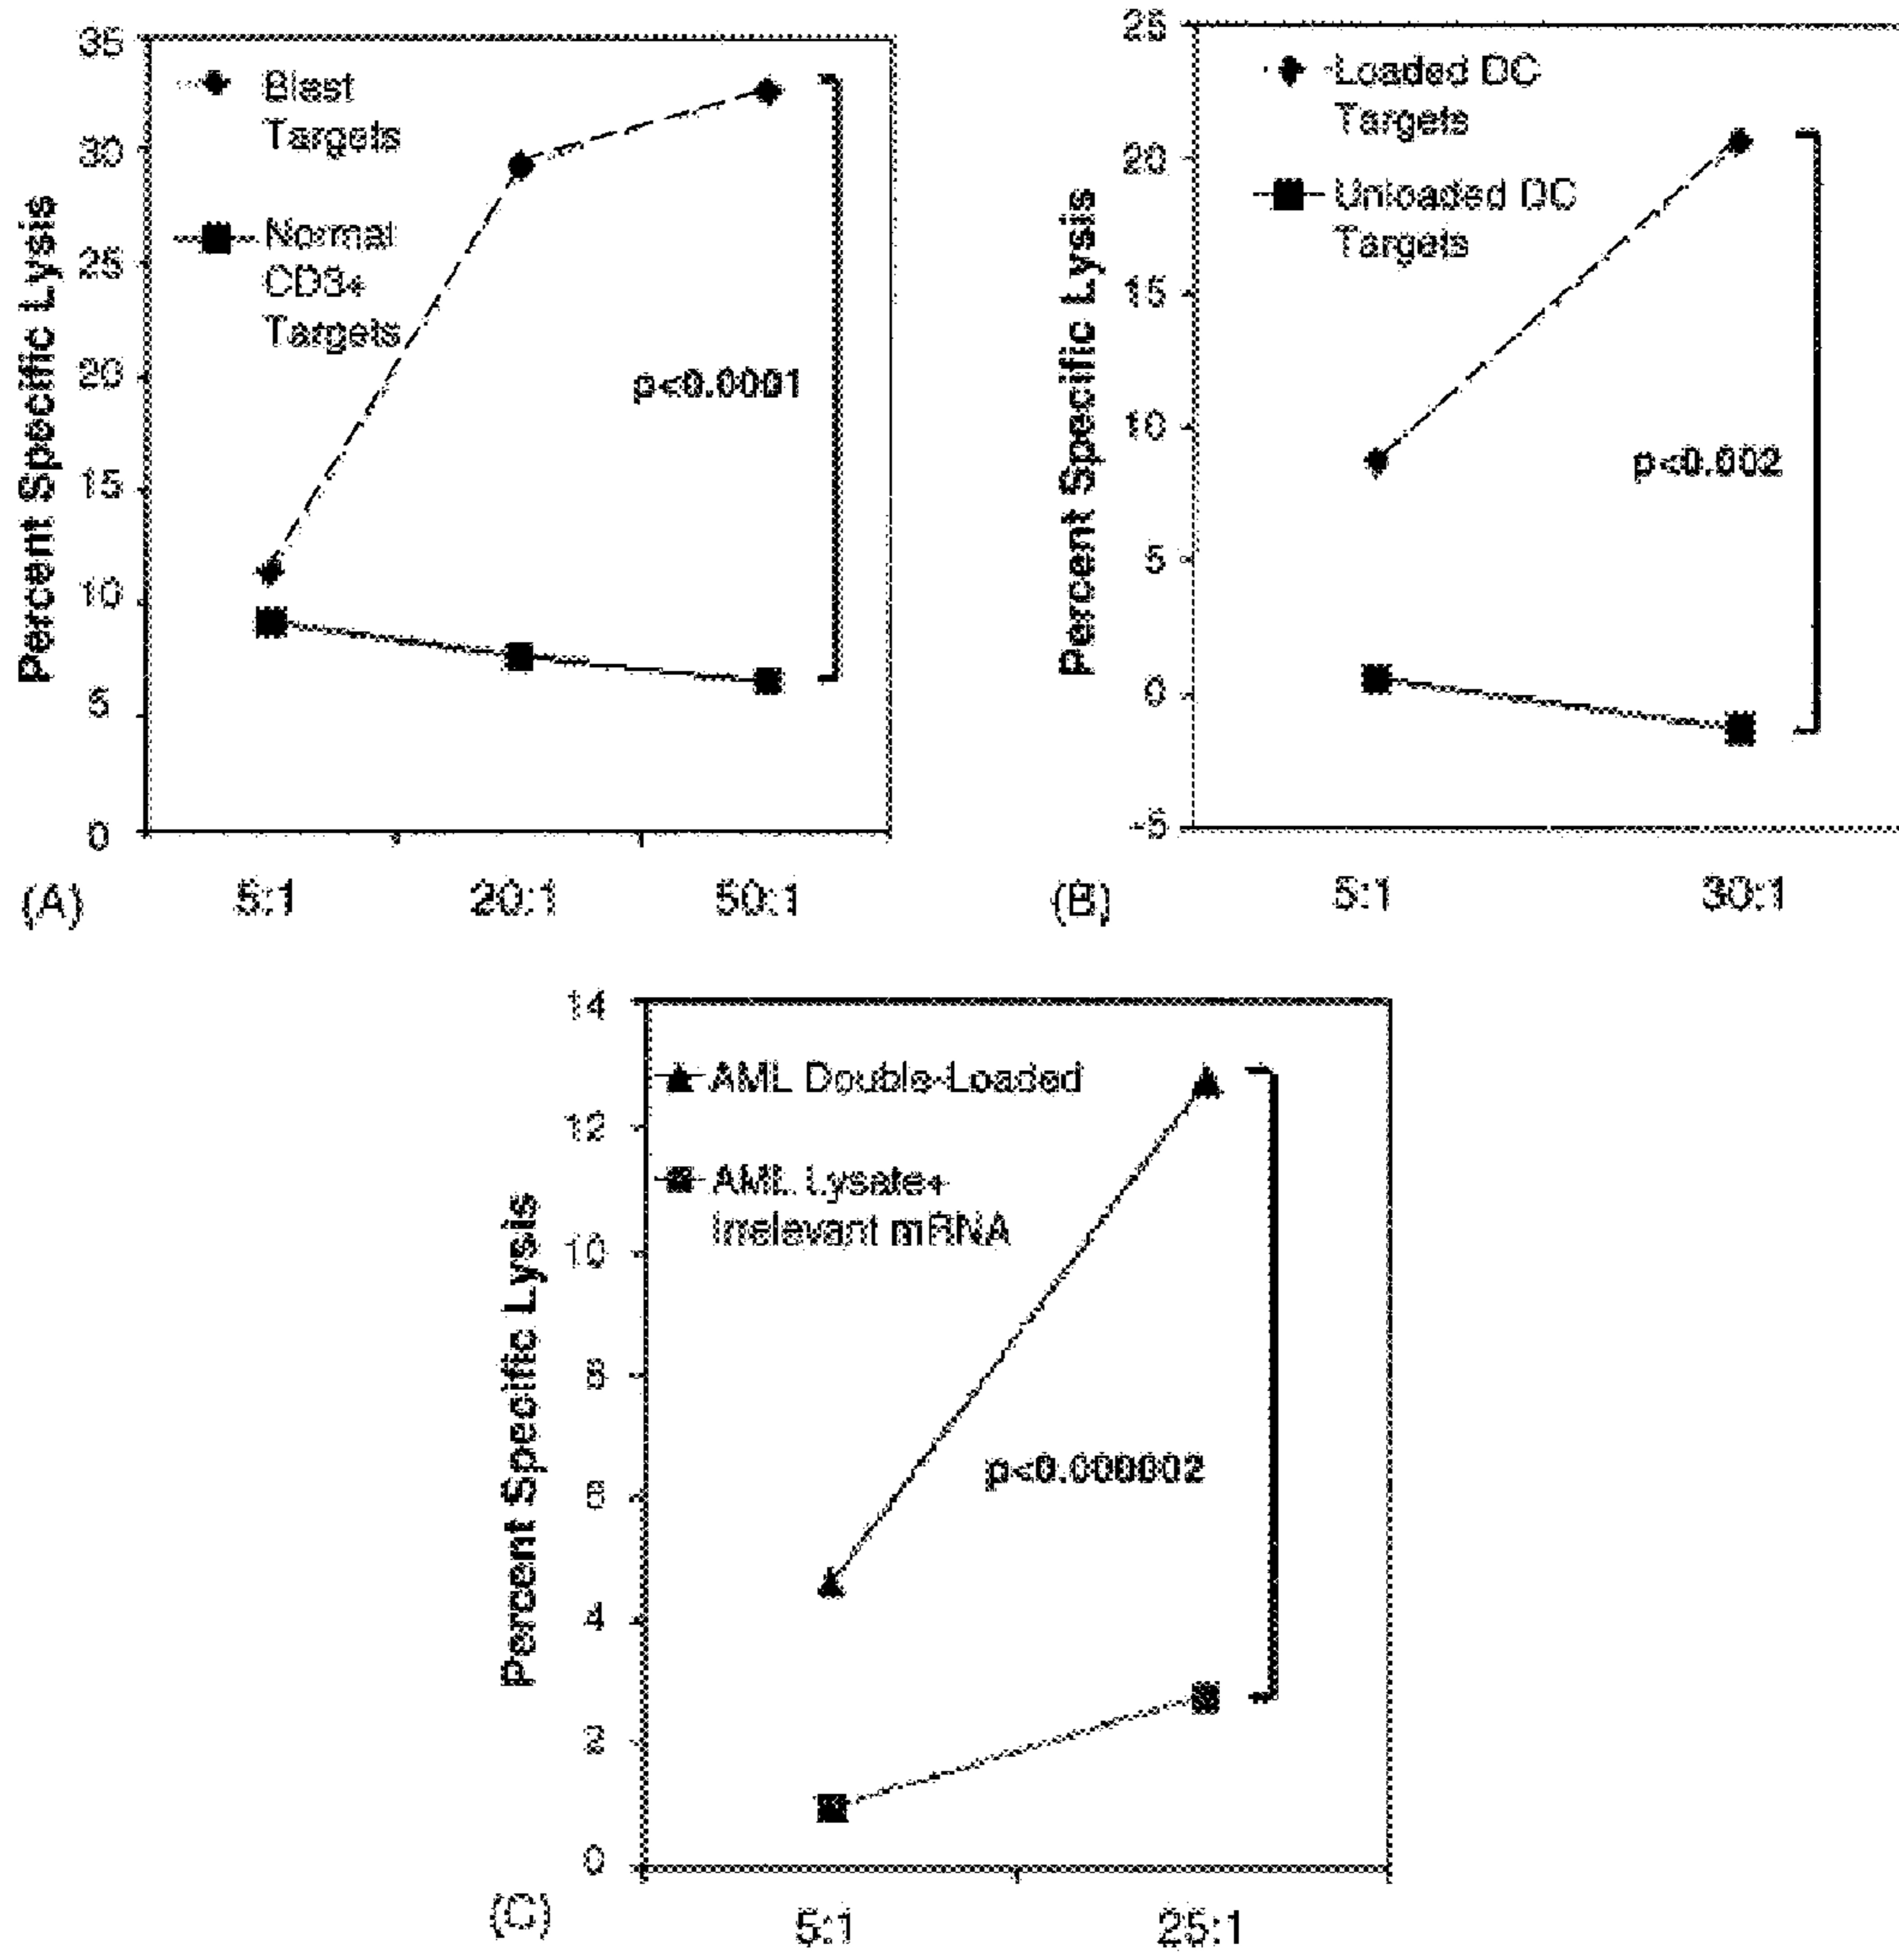 35
30
25
20
15
10
5
0
Percent Specific Lysis
Blast
Targets
Normal
CD3+
Targets
p<0.0001
(A)
5:1 20:1 50:1
25
20
15
10
5
0
-5
Percent Specific Lysis
Loaded DC
Targets
Unloaded DC
Targets
p<0.002
(B)
5:1 30:1
14
12
10
8
6
4
2
0
Percent Specific Lysis
AML Double-Loaded
AML Lysate+
Irrelevant mRNA
p<0.000002
(C)
5:1 25:1